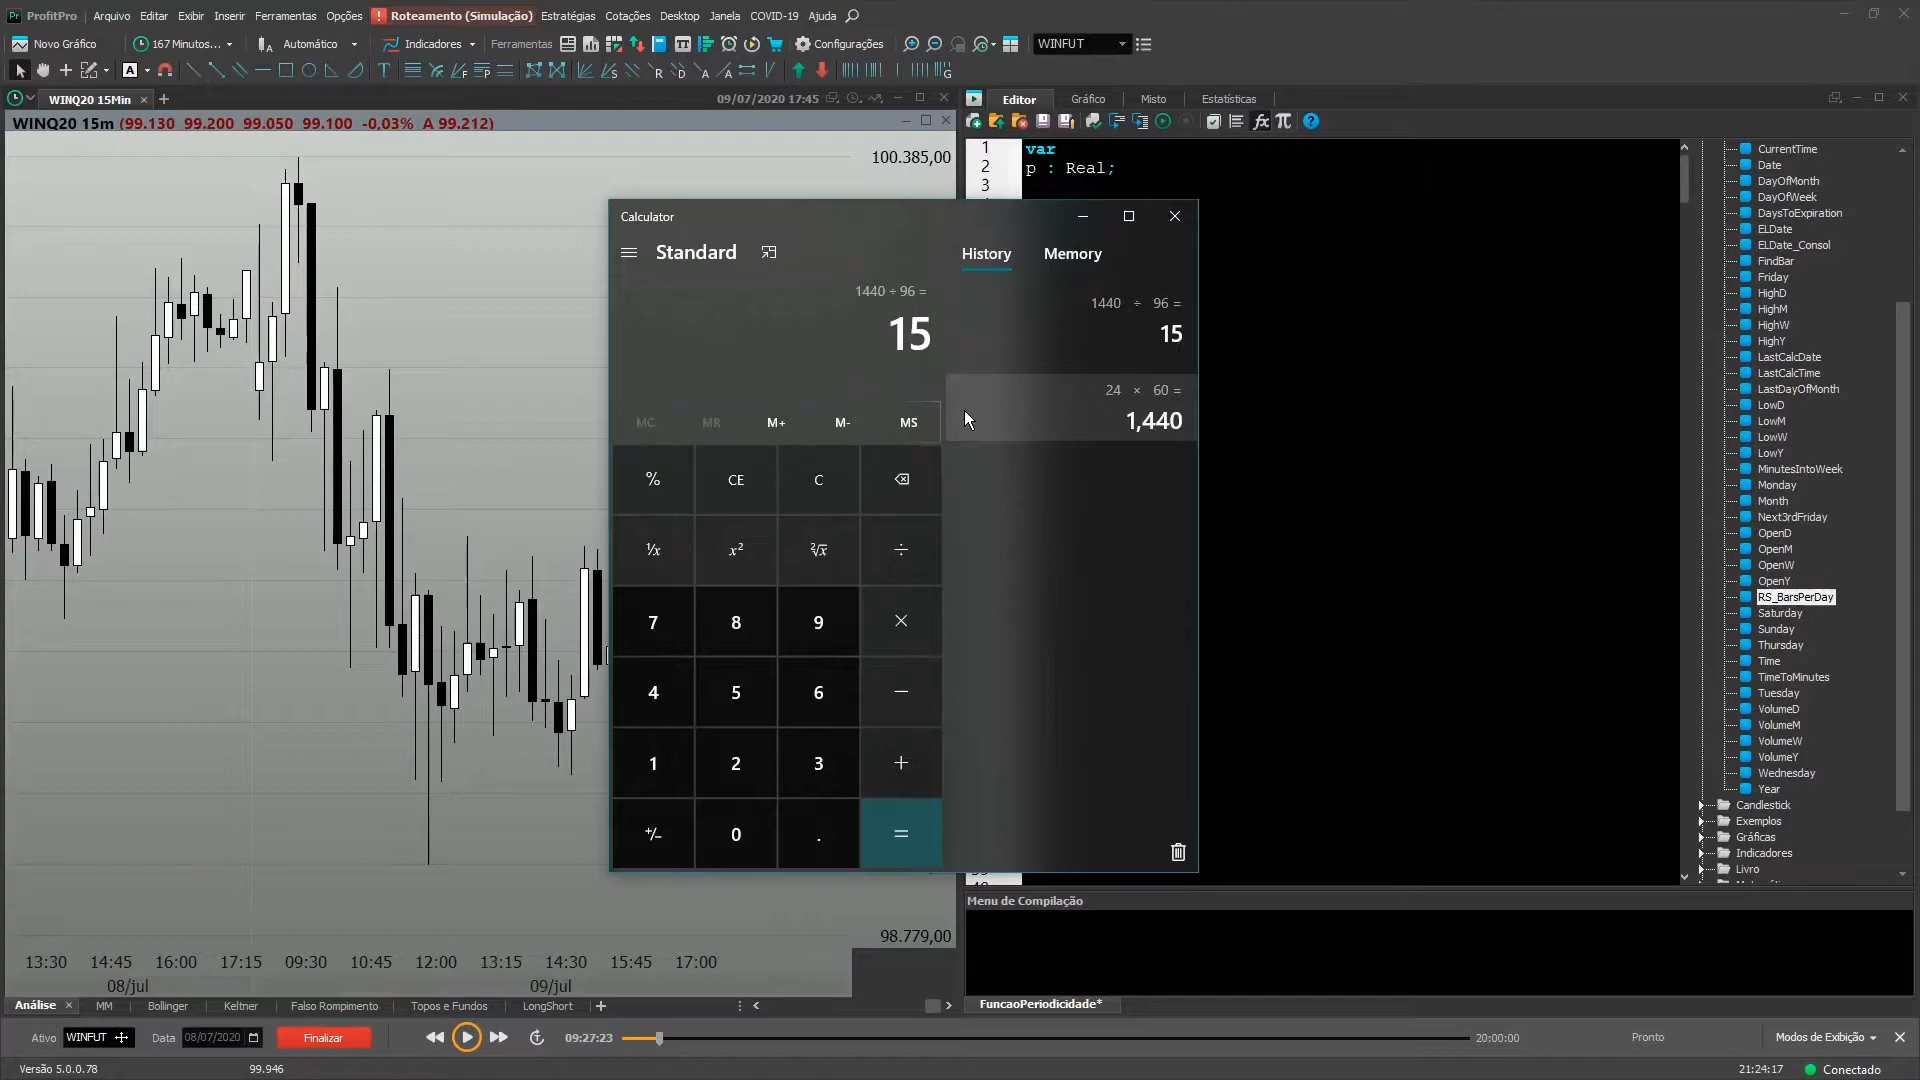 ProfitPro Arquivo Editar Exibir Inserir Ferramentas Opções Roteamento (Simulação) Estratégias Cotações Desktop Janela COVID-19 Ajuda
Novo Gráfico 167 Minutos... Automático Indicadores Ferramentas Configurações WINFUT
WINQ20 15Min 09/07/2020 17:45
WINQ20 15m (99.130 99.200 99.050 99.100 -0,03% A 99.212)
100.385,00
98.779,00
13:30 14:45 16:00 17:15 09:30 10:45 12:00 13:15 14:30 15:45 17:00
08/jul 09/jul
Análise MM Bollinger Keltner Falso Rompimento Topos e Fundos LongShort
Editor Gráfico Misto Estatísticas
1 var
2 p : Real;
3
Calculator
Standard
History Memory
1440 ÷ 96 =
15
1440 ÷ 96 =
15
24 × 60 =
1,440
MC MR M+ M- MS
% CE C
¹/x x² ²√x ÷
7 8 9 ×
4 5 6 −
1 2 3 +
+/− 0 . =
CurrentTime
Date
DayOfMonth
DayOfWeek
DaysToExpiration
ELDate
ELDate_Consol
FindBar
Friday
HighD
HighM
HighW
HighY
LastCalcDate
LastCalcTime
LastDayOfMonth
LowD
LowM
LowW
LowY
MinutesIntoWeek
Monday
Month
Next3rdFriday
OpenD
OpenM
OpenW
OpenY
RS_BarsPerDay
Saturday
Sunday
Thursday
Time
TimeToMinutes
Tuesday
VolumeD
VolumeM
VolumeW
VolumeY
Wednesday
Year
Candlestick
Exemplos
Gráficas
Indicadores
Livro
Menu de Compilação
FuncaoPeriodicidade*
Ativo WINFUT Data 08/07/2020 Finalizar 09:27:23 20:00:00 Pronto Modos de Exibição
Versão 5.0.0.78 99.946 21:24:17 Conectado